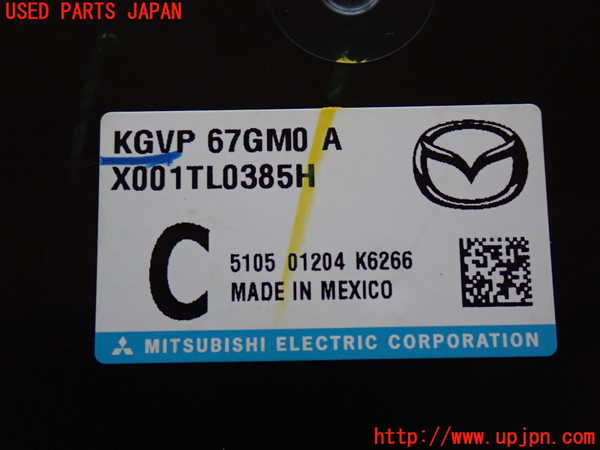 USED PARTS JAPAN
KGVP 67GM0 A
X001TL0385H
C
5105 01204 K6266
MADE IN MEXICO
MITSUBISHI ELECTRIC CORPORATION
http://www.upjpn.com/